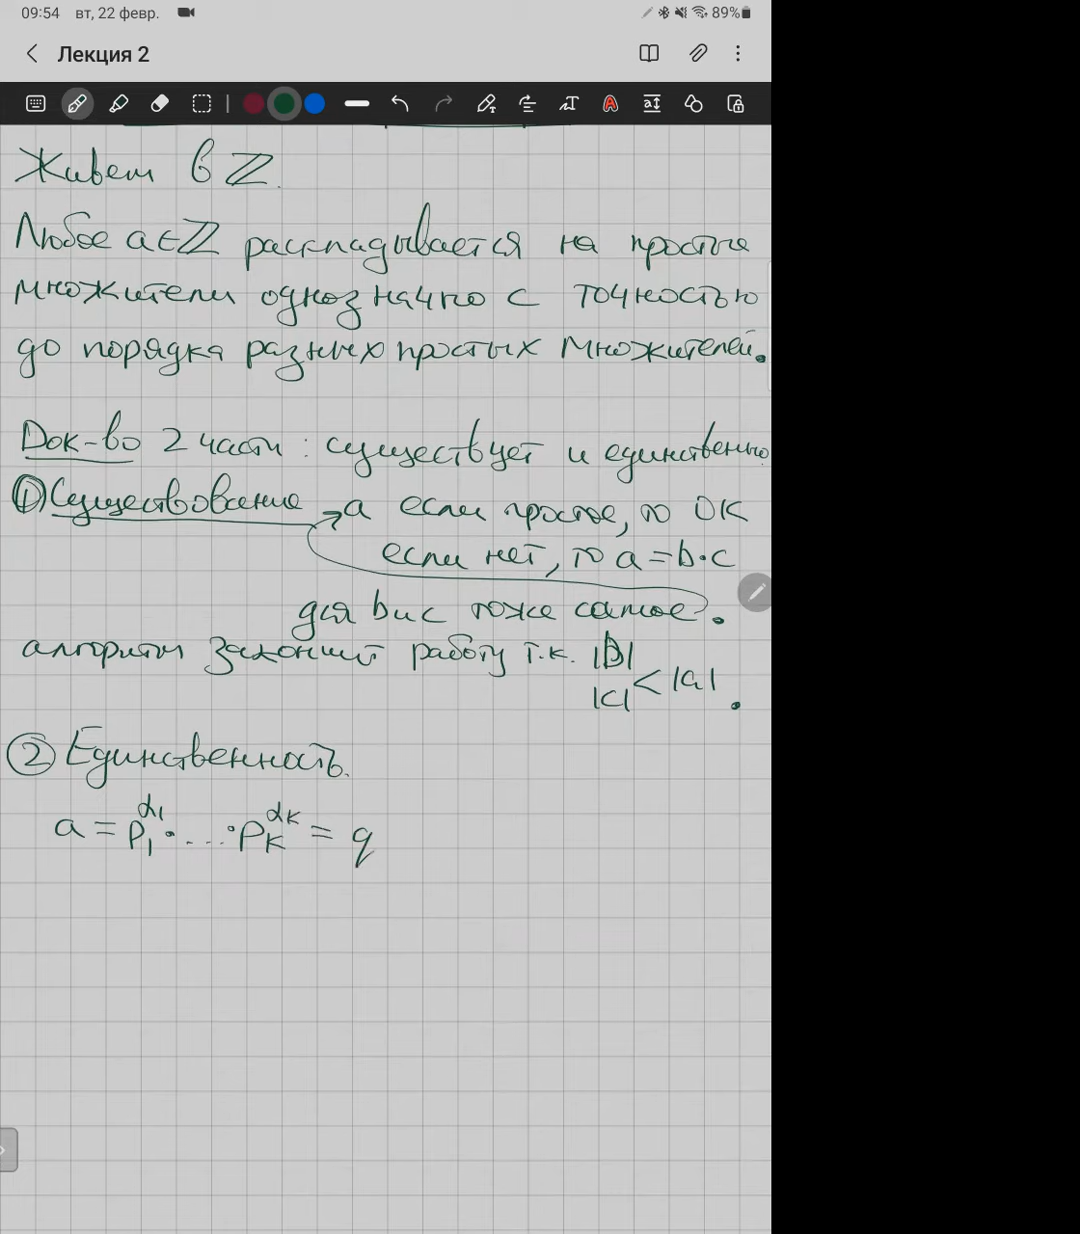 09:54 вт, 22 февр. 89%
Лекция 2
Живем в ℤ.
Любое a∈ℤ раскладывается на простые
множители однозначно с точностью
до порядка разных простых множителей.
Док-во 2 части: существует и единственно.
① Существование → a если простое, то ОК
если нет, то a = b·c
для b и c тоже самое.
алгоритм закончит работу т.к. |b|
|c| < |a|.
② Единственность.
a = p₁^α₁ · ... · pₖ^αₖ = q